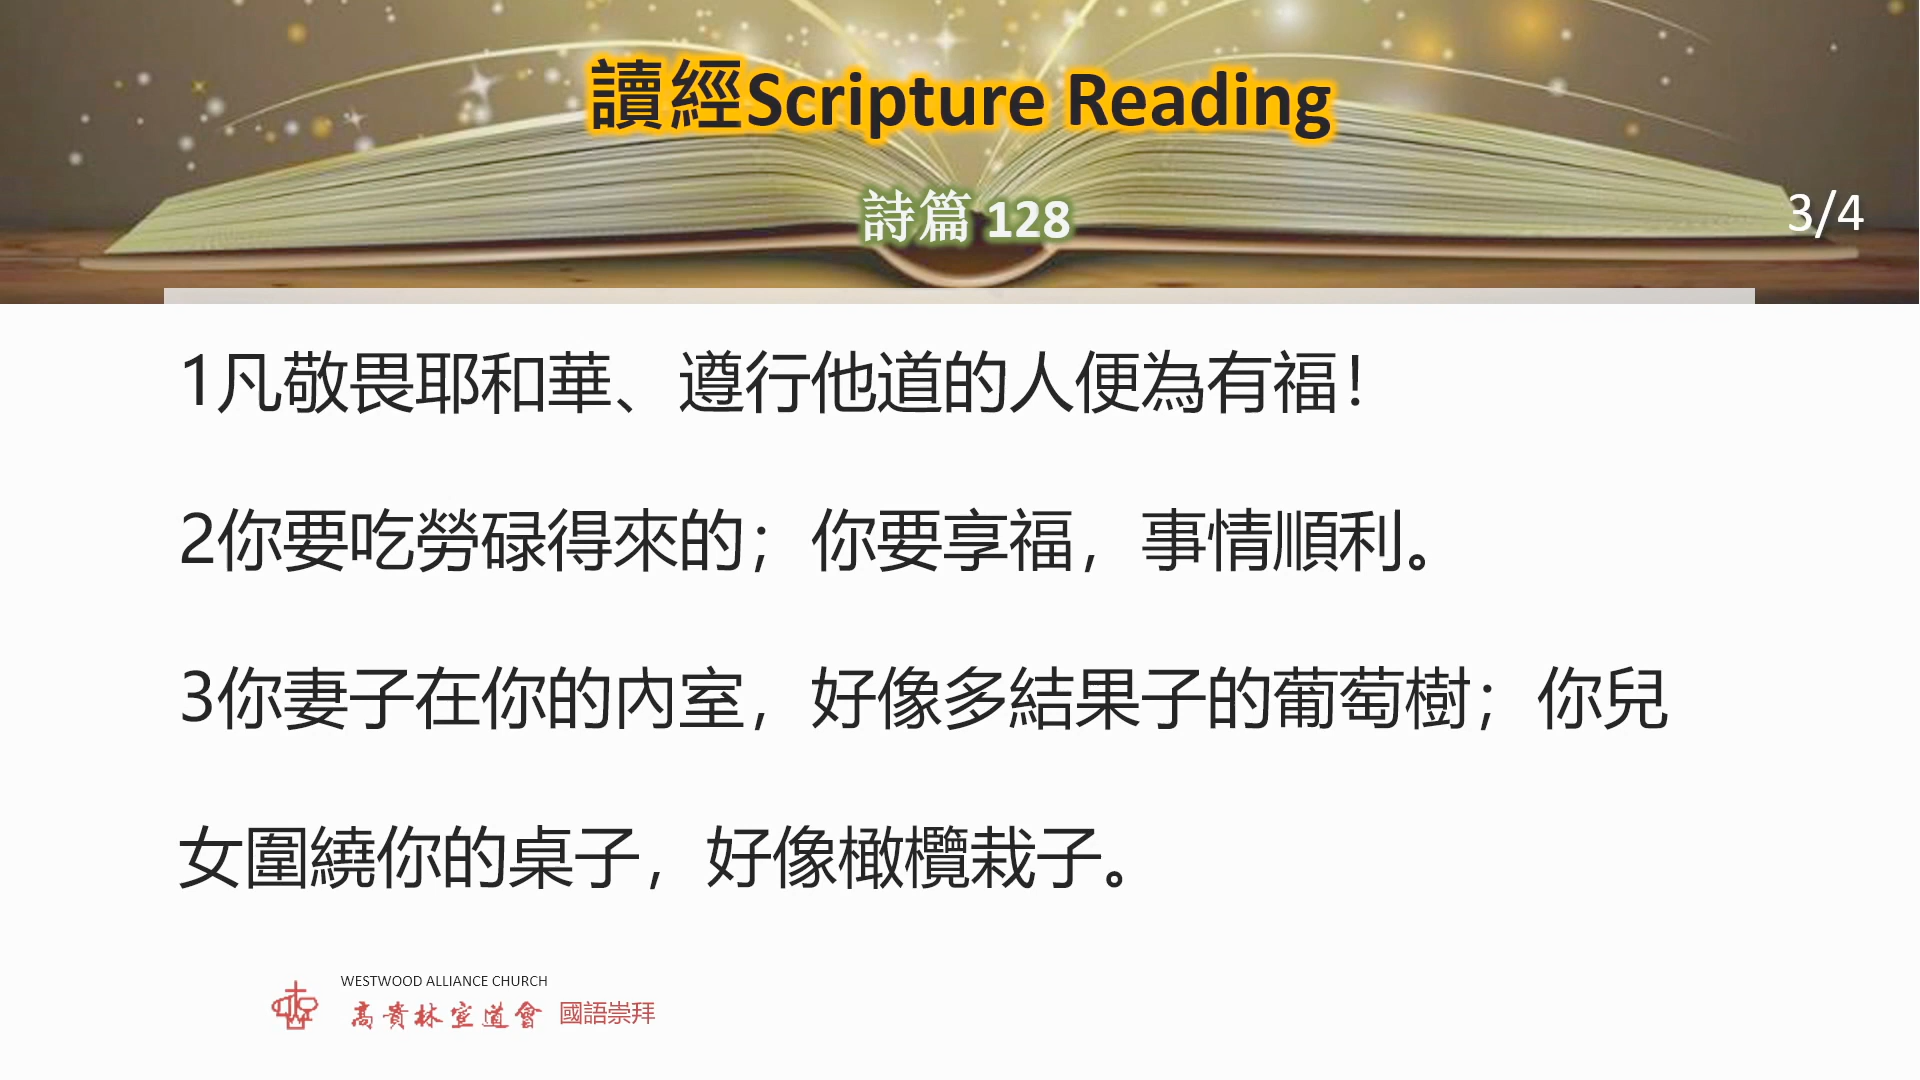 讀經Scripture Reading
詩篇 128
3/4
1凡敬畏耶和華、遵行他道的人便為有福！
2你要吃勞碌得來的；你要享福，事情順利。
3你妻子在你的內室，好像多結果子的葡萄樹；你兒
女圍繞你的桌子，好像橄欖栽子。
WESTWOOD ALLIANCE CHURCH
高貴林宣道會 國語崇拜